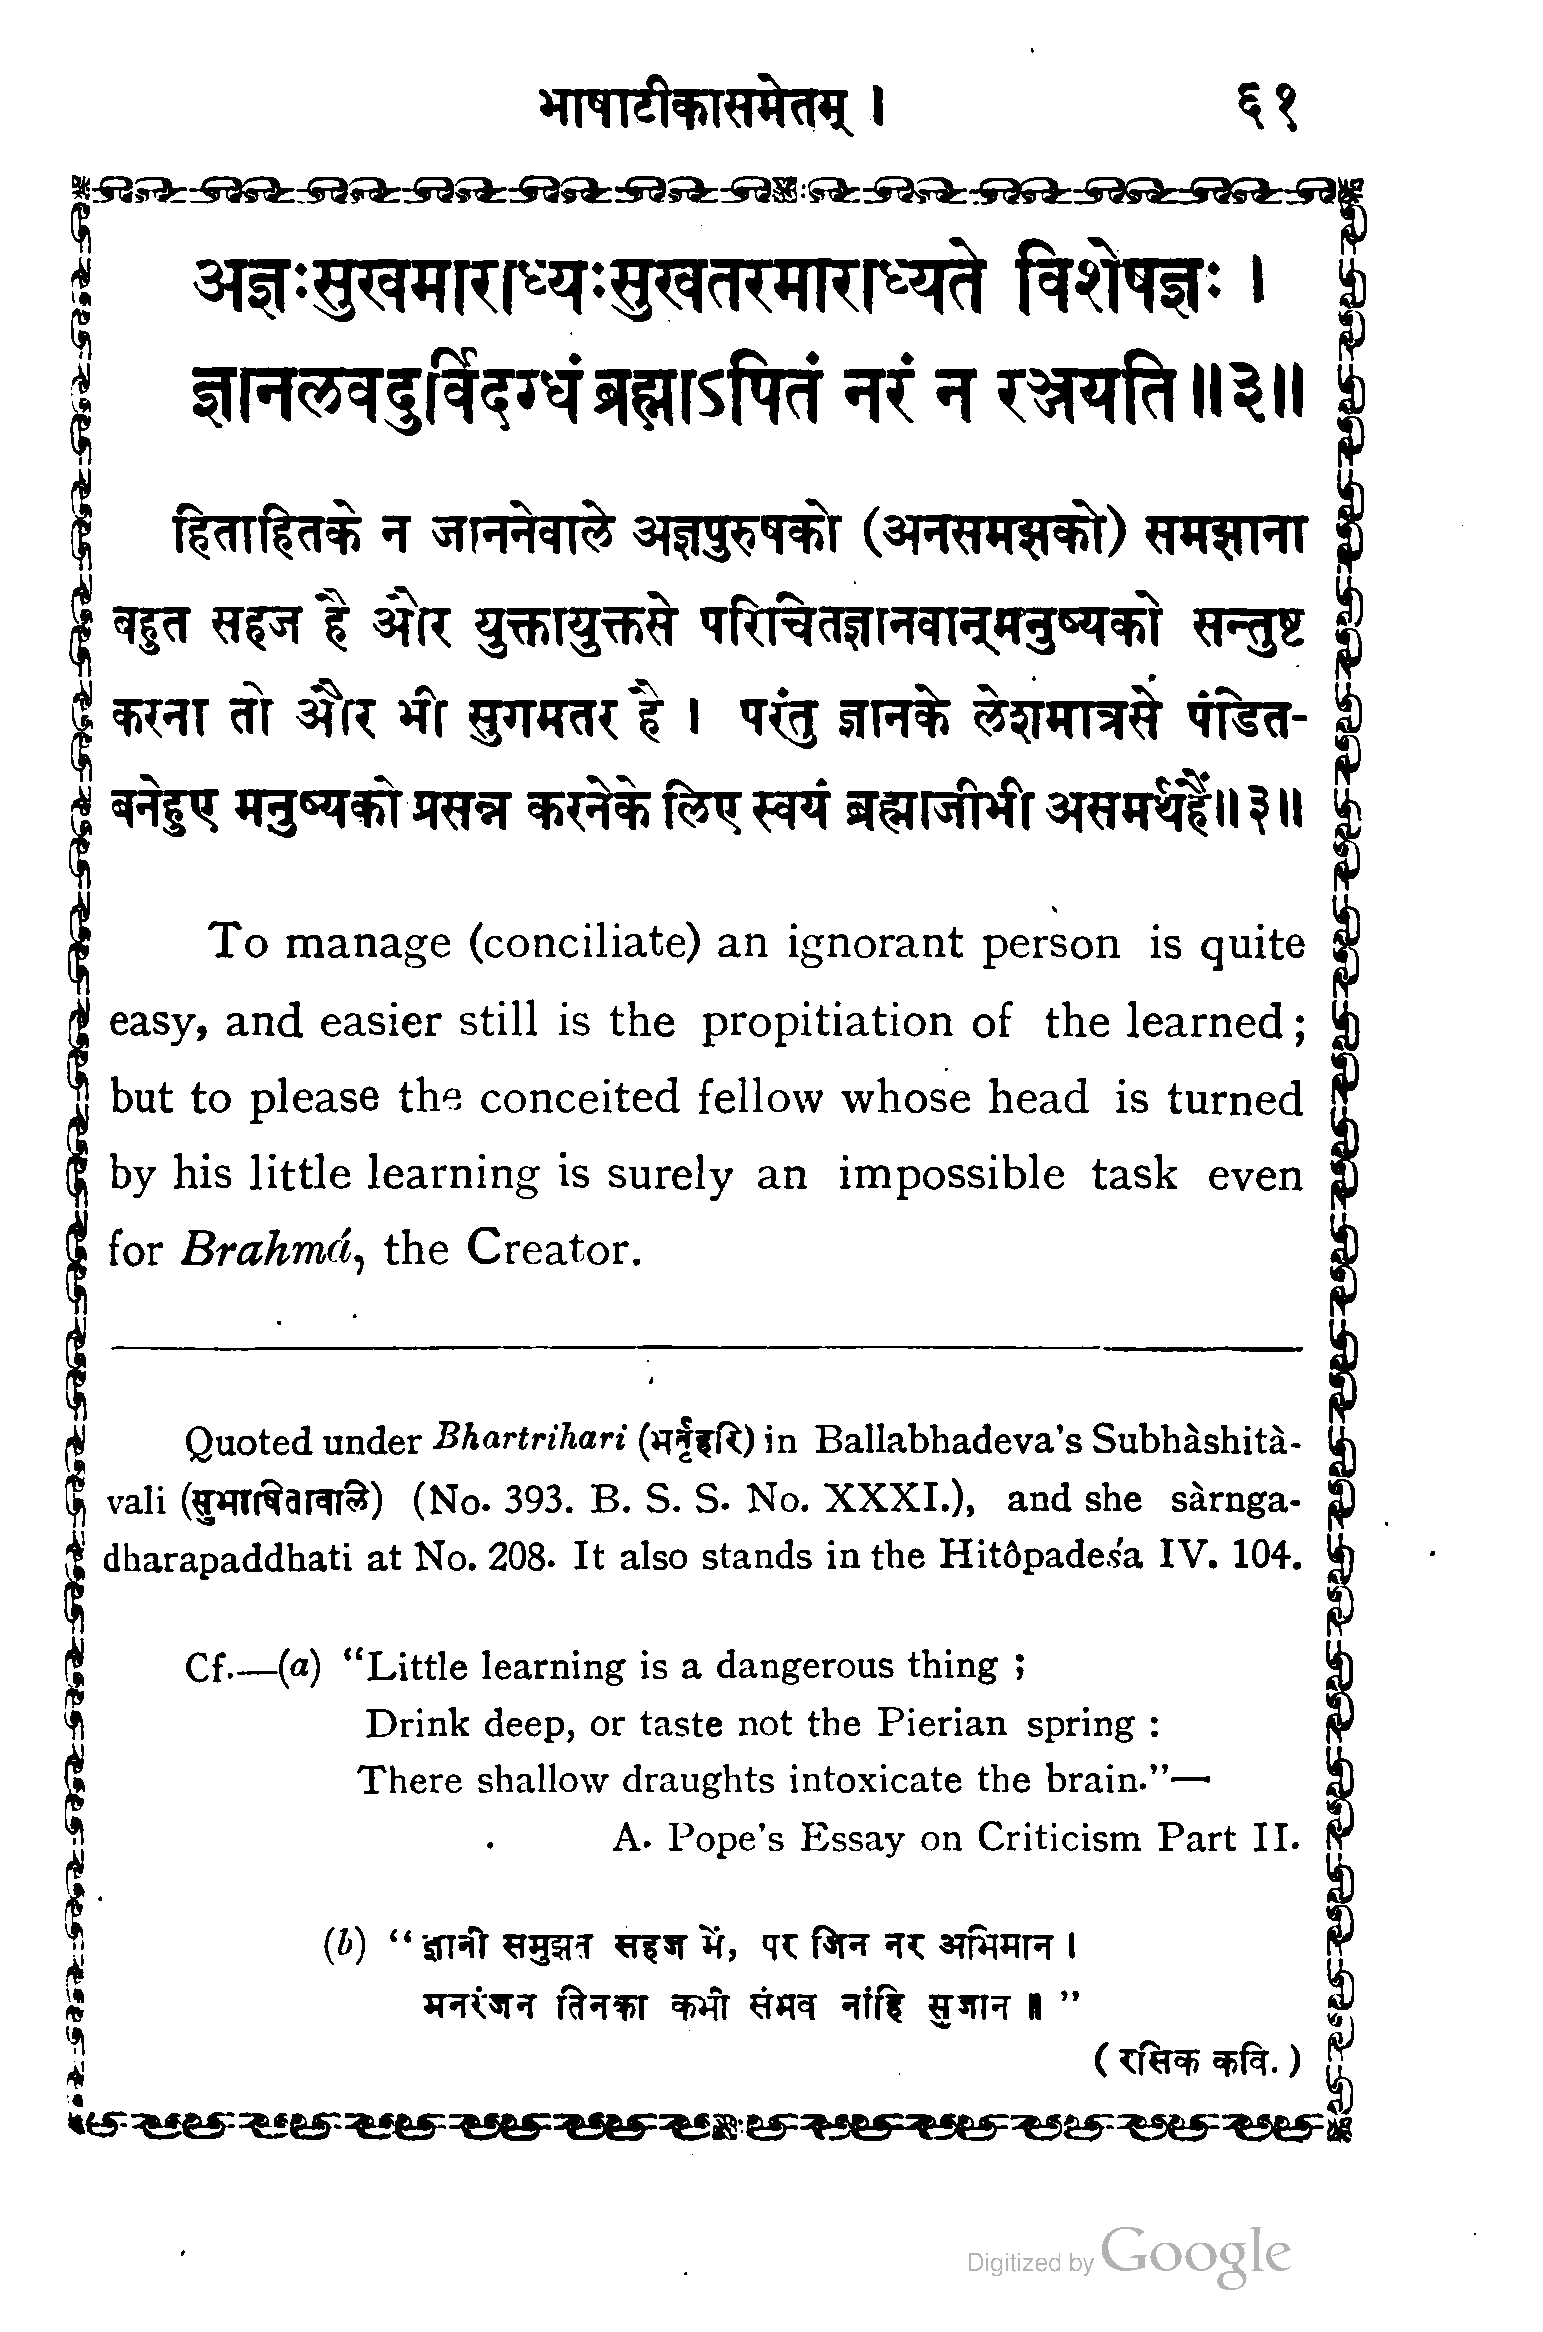 भाषाटीकासमेतम् । ६१
अज्ञःसुखमाराध्यःसुखतरमाराध्यते विशेषज्ञः ।
ज्ञानलवदुर्विदग्धं ब्रह्माऽपितं नरं न रञ्जयति ॥३॥
हिताहितके न जाननेवाले अज्ञपुरुषको (अनसमझको) समझाना
बहुत सहज है और युक्तायुक्तसे परिचितज्ञानवान्मनुष्यको सन्तुष्ट
करना तो और भी सुगमतर है । परंतु ज्ञानके लेशमात्रसे पंडित-
बनेहुए मनुष्यको प्रसन्न करनेके लिए स्वयं ब्रह्माजीभी असमर्थहैं॥३॥
To manage (conciliate) an ignorant person is quite
easy, and easier still is the propitiation of the learned;
but to please the conceited fellow whose head is turned
by his little learning is surely an impossible task even
for Brahmá, the Creator.
Quoted under Bhartrihari (भर्तृहरि) in Ballabhadeva's Subhàshità-
vali (सुभाषितावलि) (No. 393. B. S. S. No. XXXI.), and she sàrnga-
dharapaddhati at No. 208. It also stands in the Hitôpadeśa IV. 104.
Cf.—(a) "Little learning is a dangerous thing ;
Drink deep, or taste not the Pierian spring :
There shallow draughts intoxicate the brain."—
A. Pope's Essay on Criticism Part II.
(b) "ज्ञानी समुझत सहज में, पर जिन नर अभिमान ।
मनरंजन तिनका कभी संभव नांहि सुजान ॥"
( रसिक कवि. )
Digitized by Google